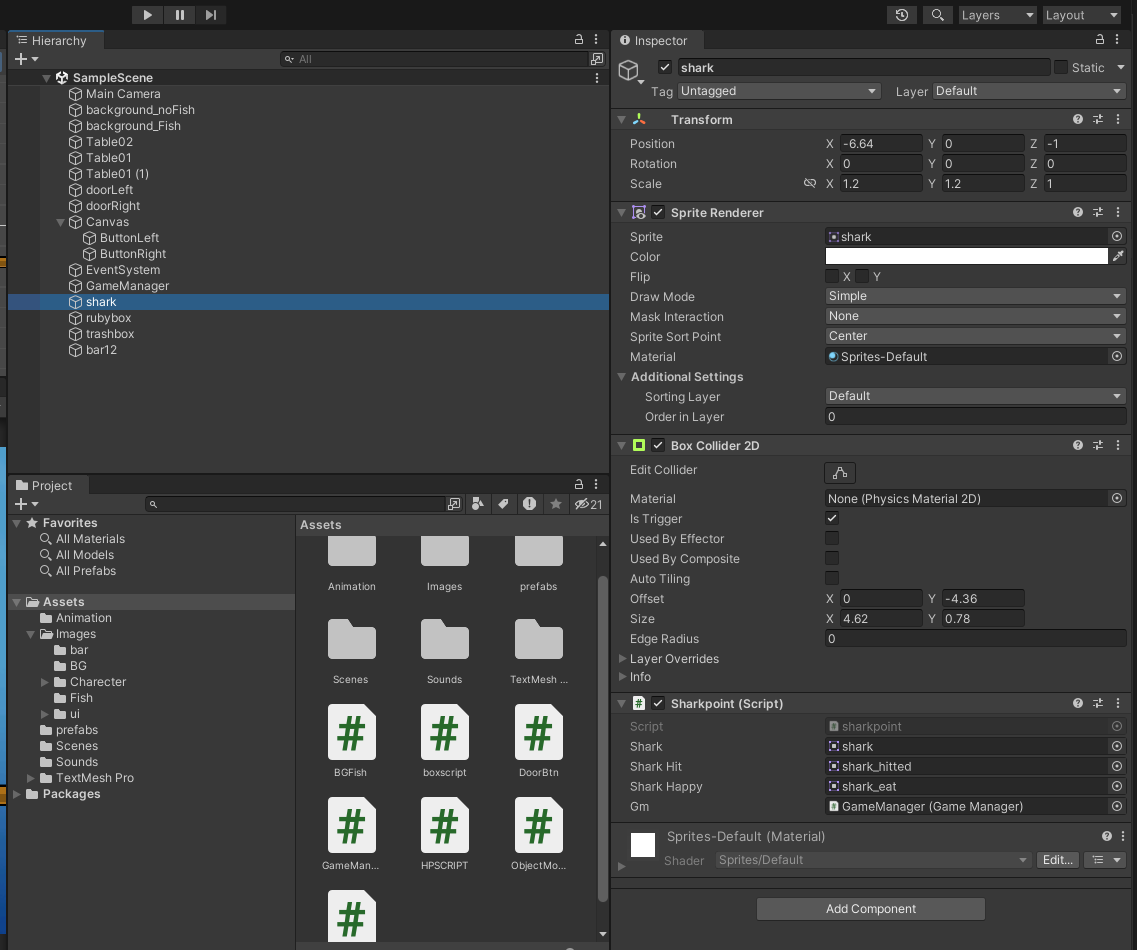 Layers
Layout
Hierarchy
All
SampleScene
Main Camera
background_noFish
background_Fish
Table02
Table01
Table01 (1)
doorLeft
doorRight
Canvas
ButtonLeft
ButtonRight
EventSystem
GameManager
shark
rubybox
trashbox
bar12
Project
21
Favorites
All Materials
All Models
All Prefabs
Assets
Animation
Images
bar
BG
Charecter
Fish
ui
prefabs
Scenes
Sounds
TextMesh Pro
Packages
Assets
Animation
Images
prefabs
Scenes
Sounds
TextMesh ...
BGFish
boxscript
DoorBtn
GameMan...
HPSCRIPT
ObjectMo...
Inspector
shark
Static
Tag Untagged Layer Default
Transform
Position X -6.64 Y 0 Z -1
Rotation X 0 Y 0 Z 0
Scale X 1.2 Y 1.2 Z 1
Sprite Renderer
Sprite shark
Color
Flip X Y
Draw Mode Simple
Mask Interaction None
Sprite Sort Point Center
Material Sprites-Default
Additional Settings
Sorting Layer Default
Order in Layer 0
Box Collider 2D
Edit Collider
Material None (Physics Material 2D)
Is Trigger
Used By Effector
Used By Composite
Auto Tiling
Offset X 0 Y -4.36
Size X 4.62 Y 0.78
Edge Radius 0
Layer Overrides
Info
# Sharkpoint (Script)
Script sharkpoint
Shark shark
Shark Hit shark_hitted
Shark Happy shark_eat
Gm GameManager (Game Manager)
Sprites-Default (Material)
Shader Sprites/Default Edit...
Add Component